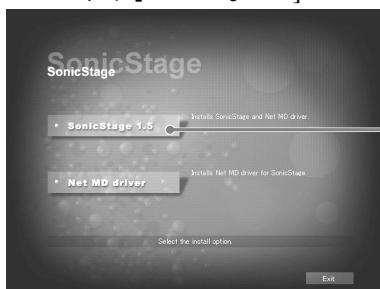 SonicStage
SonicStage
SonicStage 1.5
Installs SonicStage and Net MD driver.
Net MD driver
Installs Net MD driver for SonicStage.
Select the install option.
Exit